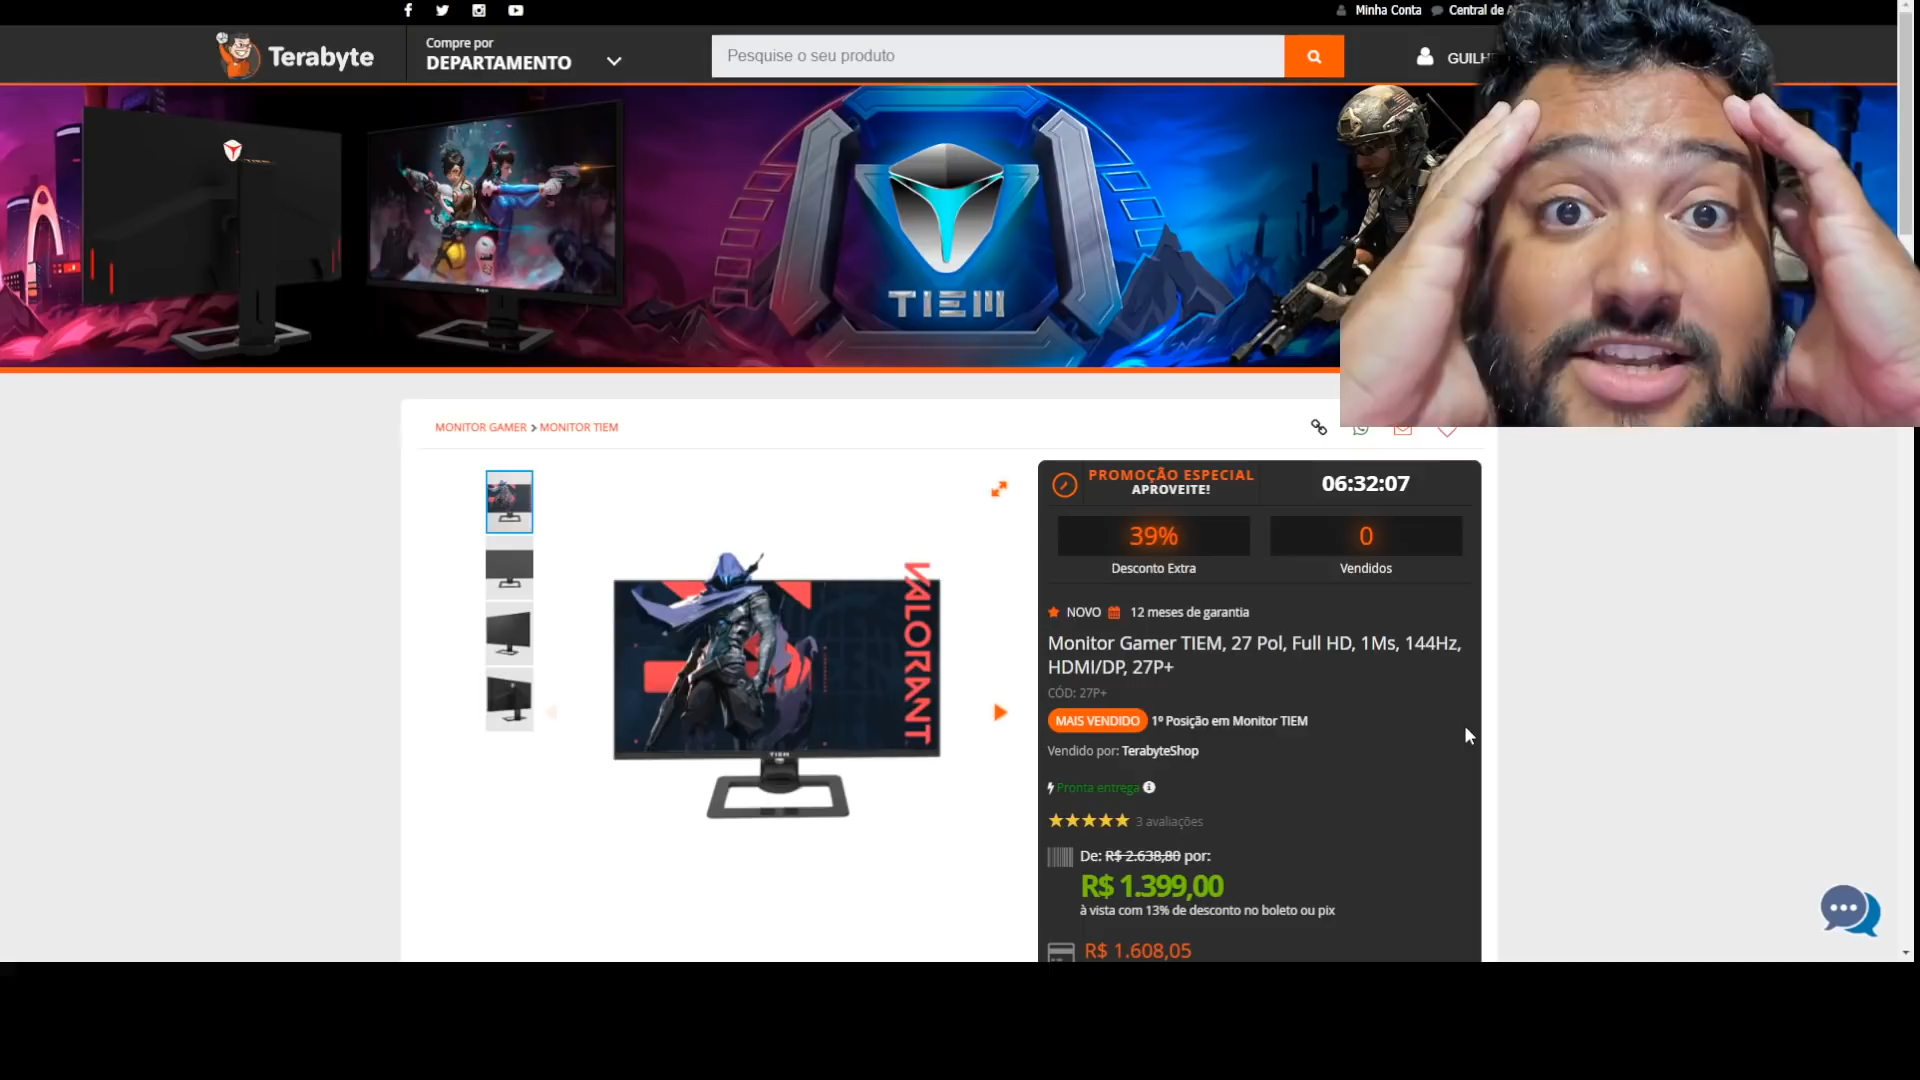 Minha Conta
Central de A
Terabyte
Compre por
DEPARTAMENTO
Pesquise o seu produto
GUILHE
TIEM
MONITOR GAMER > MONITOR TIEM
PROMOÇÃO ESPECIAL
APROVEITE!
06:32:07
39%
0
Desconto Extra
Vendidos
NOVO
12 meses de garantia
Monitor Gamer TIEM, 27 Pol, Full HD, 1Ms, 144Hz,
HDMI/DP, 27P+
CÓD: 27P+
MAIS VENDIDO 1º Posição em Monitor TIEM
Vendido por: TerabyteShop
Pronta entrega
3 avaliações
De: R$ 2.638,80 por:
R$ 1.399,00
à vista com 13% de desconto no boleto ou pix
R$ 1.608,05
VALORANT
TIEM